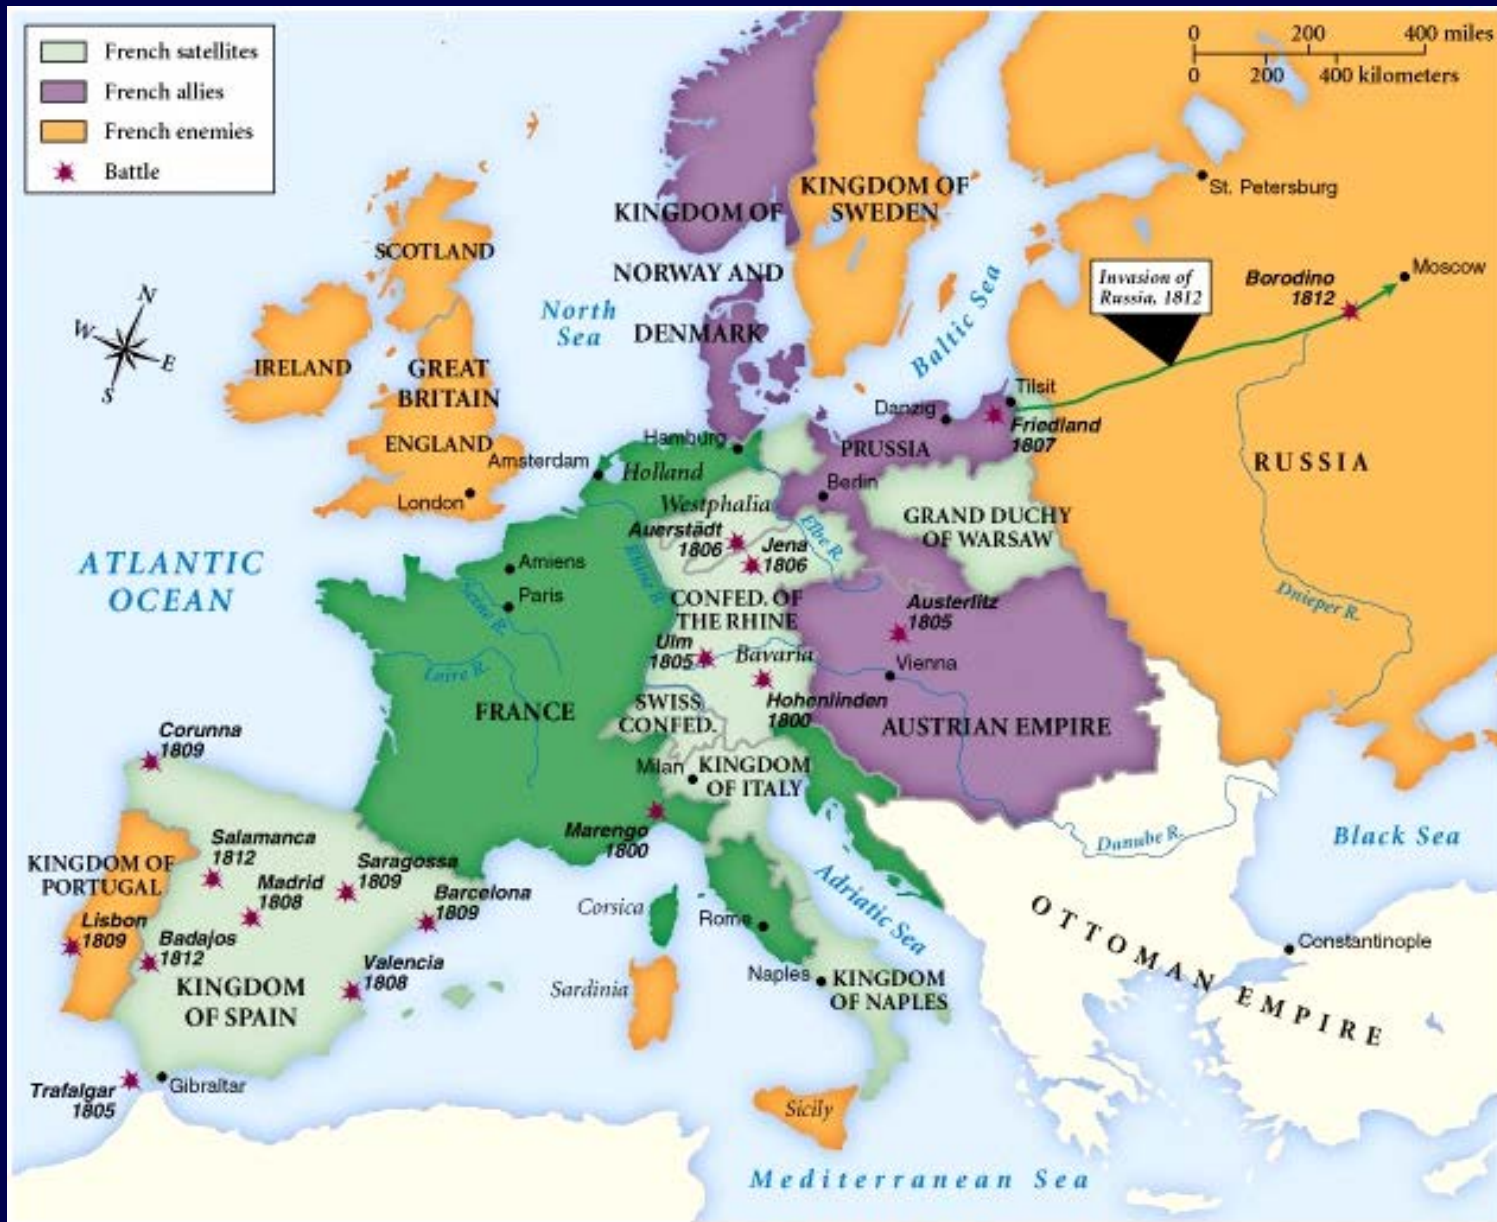 French satellites
French allies
French enemies
Battle
0 200 400 miles
0 200 400 kilometers
N
W
E
S
KINGDOM OF
NORWAY AND
DENMARK
KINGDOM OF
SWEDEN
St. Petersburg
SCOTLAND
IRELAND
GREAT
BRITAIN
ENGLAND
London
North
Sea
Baltic Sea
Invasion of
Russia, 1812
Borodino
1812
Moscow
Tilsit
Danzig
Friedland
1807
PRUSSIA
Berlin
RUSSIA
Hamburg
Amsterdam
Holland
Westphalia
Auerstädt
1806
Jena
1806
Elbe R.
GRAND DUCHY
OF WARSAW
ATLANTIC
OCEAN
Amiens
Paris
Seine R.
Rhine R.
CONFED. OF
THE RHINE
Austerlitz
1805
Dnieper R.
Ulm
1805
Bavaria
Vienna
Loire R.
FRANCE
SWISS
CONFED.
Hohenlinden
1800
AUSTRIAN EMPIRE
Corunna
1809
Milan
KINGDOM
OF ITALY
Marengo
1800
Danube R.
Black Sea
KINGDOM OF
PORTUGAL
Salamanca
1812
Saragossa
1809
Madrid
1808
Barcelona
1809
Lisbon
1809
Badajos
1812
Valencia
1808
KINGDOM
OF SPAIN
Corsica
Rome
Adriatic Sea
OTTOMAN EMPIRE
Constantinople
Sardinia
Naples
KINGDOM
OF NAPLES
Trafalgar
1805
Gibraltar
Sicily
Mediterranean Sea